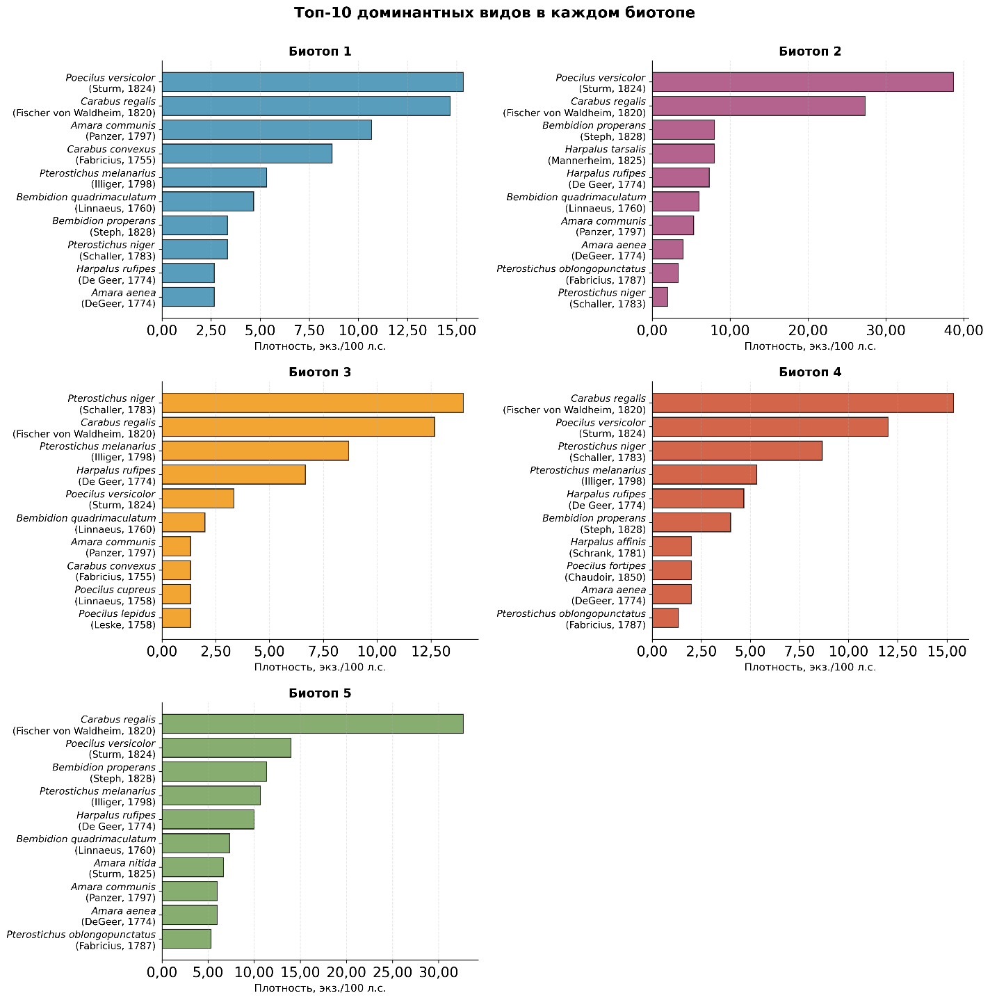 Топ-10 доминантных видов в каждом биотопе
Биотоп 1
Poecilus versicolor
(Sturm, 1824)
Carabus regalis
(Fischer von Waldheim, 1820)
Amara communis
(Panzer, 1797)
Carabus convexus
(Fabricius, 1755)
Pterostichus melanarius
(Illiger, 1798)
Bembidion quadrimaculatum
(Linnaeus, 1760)
Bembidion properans
(Steph, 1828)
Pterostichus niger
(Schaller, 1783)
Harpalus rufipes
(De Geer, 1774)
Amara aenea
(DeGeer, 1774)
0,00 2,50 5,00 7,50 10,00 12,50 15,00
Плотность, экз./100 л.с.
Биотоп 2
Poecilus versicolor
(Sturm, 1824)
Carabus regalis
(Fischer von Waldheim, 1820)
Bembidion properans
(Steph, 1828)
Harpalus tarsalis
(Mannerheim, 1825)
Harpalus rufipes
(De Geer, 1774)
Bembidion quadrimaculatum
(Linnaeus, 1760)
Amara communis
(Panzer, 1797)
Amara aenea
(DeGeer, 1774)
Pterostichus oblongopunctatus
(Fabricius, 1787)
Pterostichus niger
(Schaller, 1783)
0,00 10,00 20,00 30,00 40,00
Плотность, экз./100 л.с.
Биотоп 3
Pterostichus niger
(Schaller, 1783)
Carabus regalis
(Fischer von Waldheim, 1820)
Pterostichus melanarius
(Illiger, 1798)
Harpalus rufipes
(De Geer, 1774)
Poecilus versicolor
(Sturm, 1824)
Bembidion quadrimaculatum
(Linnaeus, 1760)
Amara communis
(Panzer, 1797)
Carabus convexus
(Fabricius, 1755)
Poecilus cupreus
(Linnaeus, 1758)
Poecilus lepidus
(Leske, 1758)
0,00 2,50 5,00 7,50 10,00 12,50
Плотность, экз./100 л.с.
Биотоп 4
Carabus regalis
(Fischer von Waldheim, 1820)
Poecilus versicolor
(Sturm, 1824)
Pterostichus niger
(Schaller, 1783)
Pterostichus melanarius
(Illiger, 1798)
Harpalus rufipes
(De Geer, 1774)
Bembidion properans
(Steph, 1828)
Harpalus affinis
(Schrank, 1781)
Poecilus fortipes
(Chaudoir, 1850)
Amara aenea
(DeGeer, 1774)
Pterostichus oblongopunctatus
(Fabricius, 1787)
0,00 2,50 5,00 7,50 10,00 12,50 15,00
Плотность, экз./100 л.с.
Биотоп 5
Carabus regalis
(Fischer von Waldheim, 1820)
Poecilus versicolor
(Sturm, 1824)
Bembidion properans
(Steph, 1828)
Pterostichus melanarius
(Illiger, 1798)
Harpalus rufipes
(De Geer, 1774)
Bembidion quadrimaculatum
(Linnaeus, 1760)
Amara nitida
(Sturm, 1825)
Amara communis
(Panzer, 1797)
Amara aenea
(DeGeer, 1774)
Pterostichus oblongopunctatus
(Fabricius, 1787)
0,00 5,00 10,00 15,00 20,00 25,00 30,00
Плотность, экз./100 л.с.